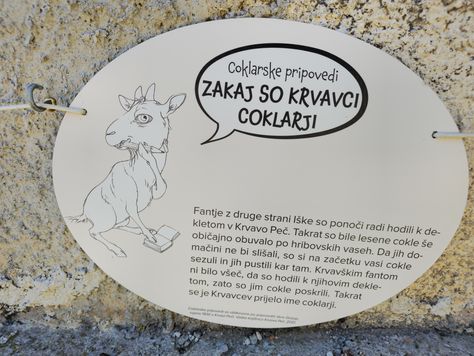 Coklarske pripovedi
ZAKAJ SO KRVAVCI
COKLARJI
Fantje z druge strani Iške so ponoči radi hodili k de-
kletom v Krvavo Peč. Takrat so bile lesene cokle še
običajno obuvalo po hribovskih vaseh. Da jih do-
mačini ne bi slišali, so si na začetku vasi cokle
sezuli in jih pustili kar tam. Krvavškim fantom
ni bilo všeč, da so hodili k njihovim dekle-
tom, zato so jim cokle poskrili. Takrat
se je Krvavcev prijelo ime coklarji.